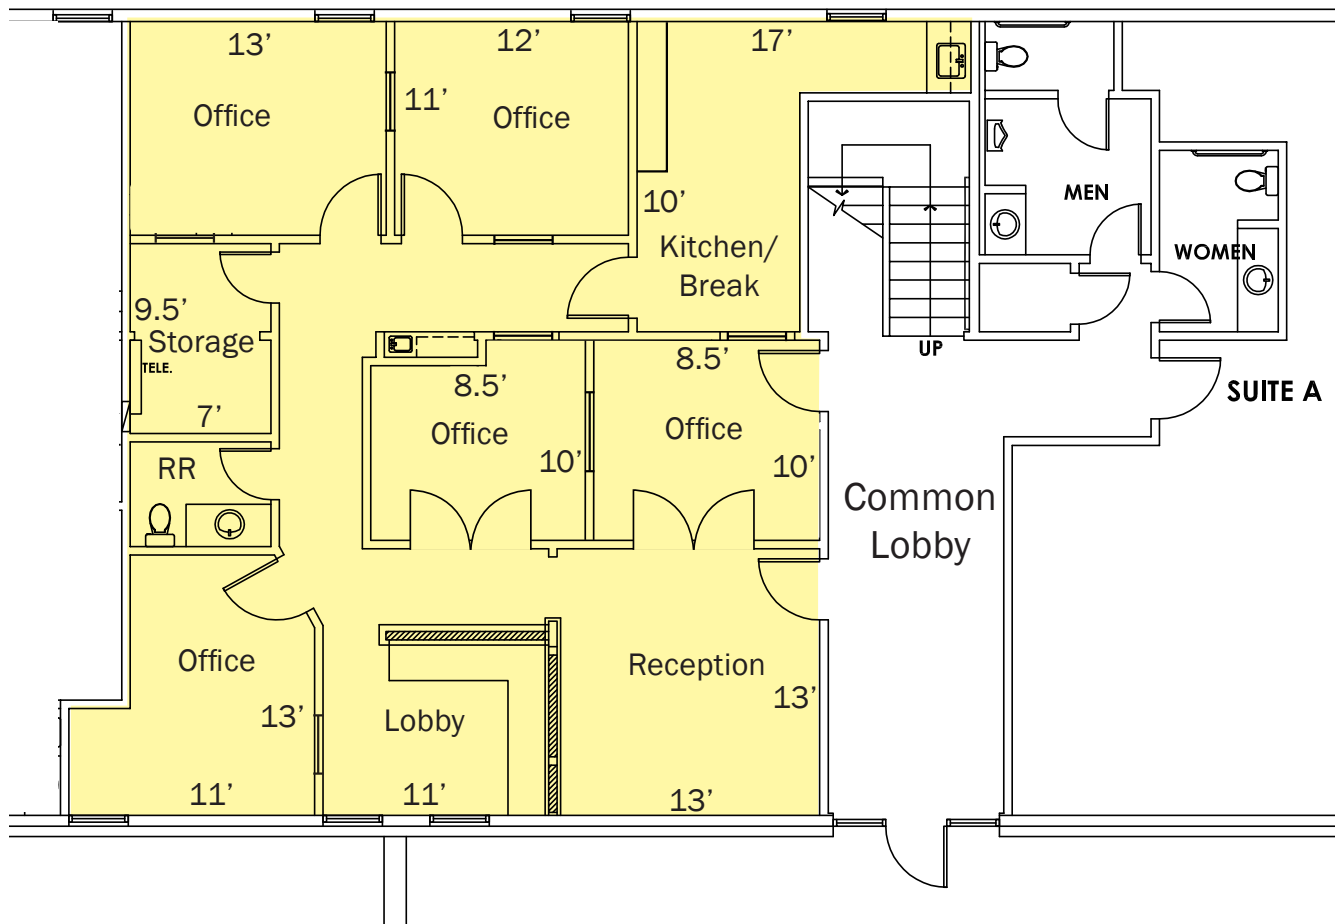 13’
12’
17’
11’
Office
Office
10’
MEN
Kitchen/
Break
WOMEN
9.5’
Storage
TELE.
UP
8.5’
8.5’
SUITE A
7’
Office
Office
10’
10’
RR
Common
Lobby
Office
Reception
13’
13’
Lobby
11’
11’
13’